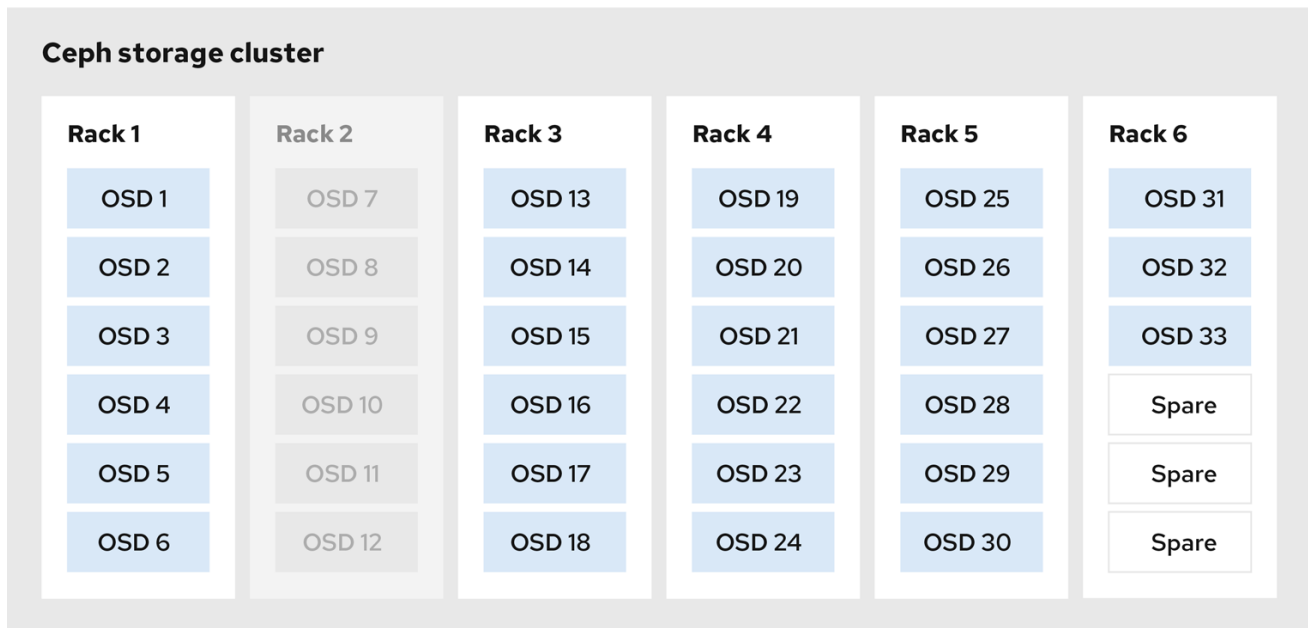 Ceph storage cluster
Rack 1
OSD 1
OSD 2
OSD 3
OSD 4
OSD 5
OSD 6
Rack 2
OSD 7
OSD 8
OSD 9
OSD 10
OSD 11
OSD 12
Rack 3
OSD 13
OSD 14
OSD 15
OSD 16
OSD 17
OSD 18
Rack 4
OSD 19
OSD 20
OSD 21
OSD 22
OSD 23
OSD 24
Rack 5
OSD 25
OSD 26
OSD 27
OSD 28
OSD 29
OSD 30
Rack 6
OSD 31
OSD 32
OSD 33
Spare
Spare
Spare